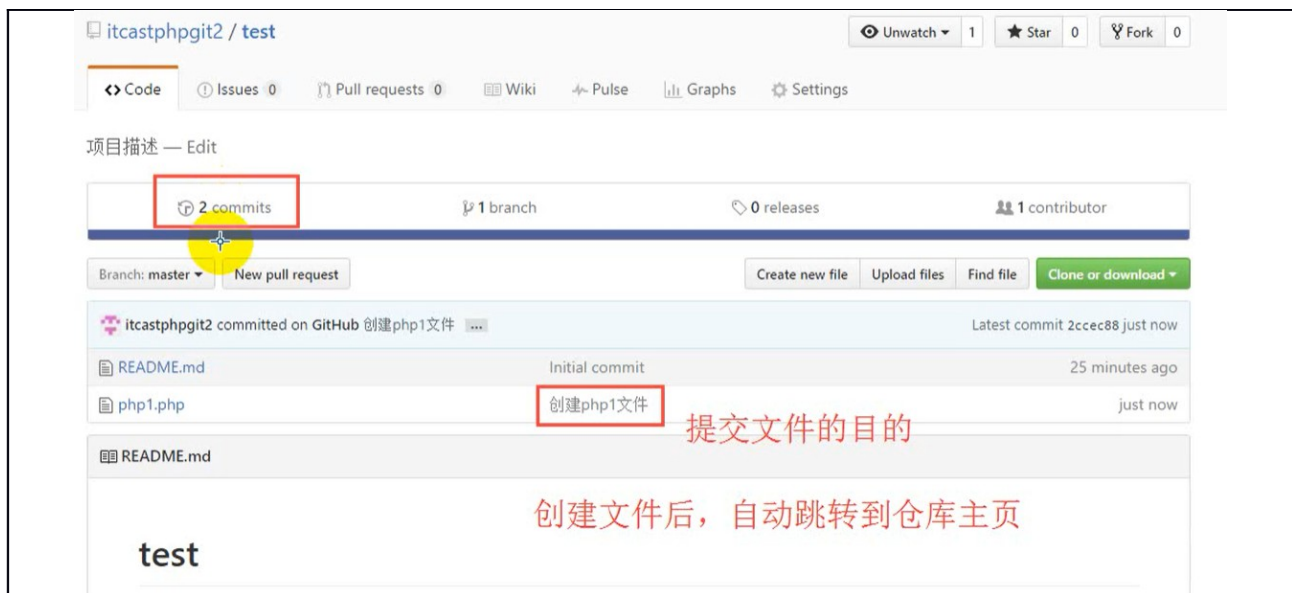 itcastphpgit2 / test
Unwatch 1 Star 0 Fork 0
Code Issues 0 Pull requests 0 Wiki Pulse Graphs Settings
项目描述 — Edit
2 commits 1 branch 0 releases 1 contributor
Branch: master New pull request Create new file Upload files Find file Clone or download
itcastphpgit2 committed on GitHub 创建php1文件 ... Latest commit 2ccec88 just now
README.md Initial commit 25 minutes ago
php1.php 创建php1文件 just now
提交文件的目的
README.md
创建文件后，自动跳转到仓库主页
test